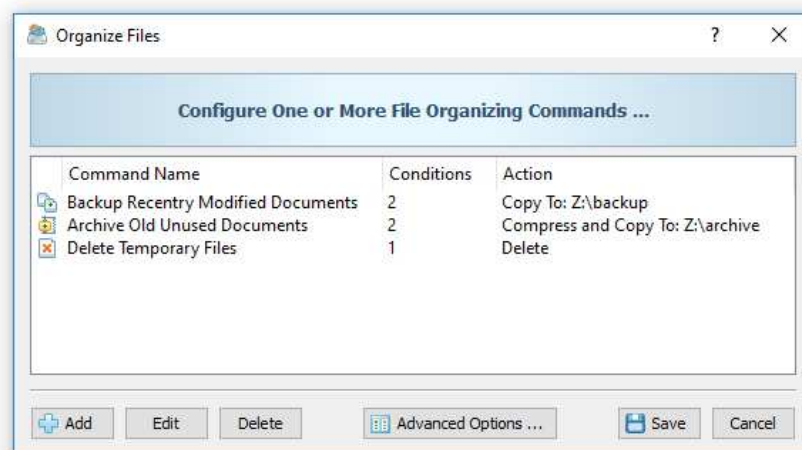 Organize Files ?
Configure One or More File Organizing Commands ...
Command Name Conditions Action
Backup Recentry Modified Documents 2 Copy To: Z:\backup
Archive Old Unused Documents 2 Compress and Copy To: Z:\archive
Delete Temporary Files 1 Delete
Add Edit Delete Advanced Options ... Save Cancel